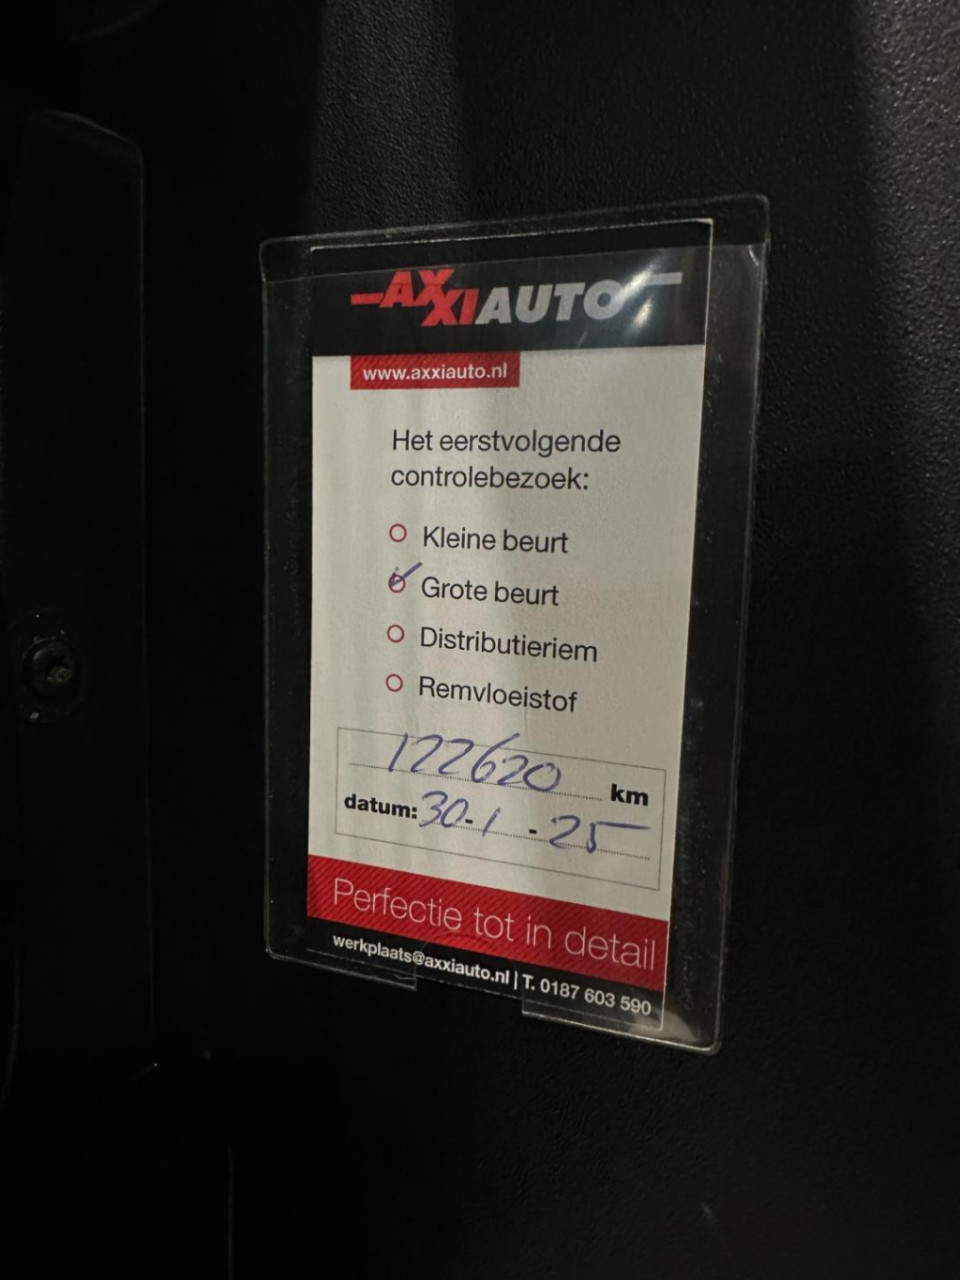 AXXIAUTO
www.axxiauto.nl
Het eerstvolgende
controlebezoek:
Kleine beurt
Grote beurt
Distributieriem
Remvloeistof
122620 km
datum: 30-1-25
Perfectie tot in detail
werkplaats@axxiauto.nl | T. 0187 603 590